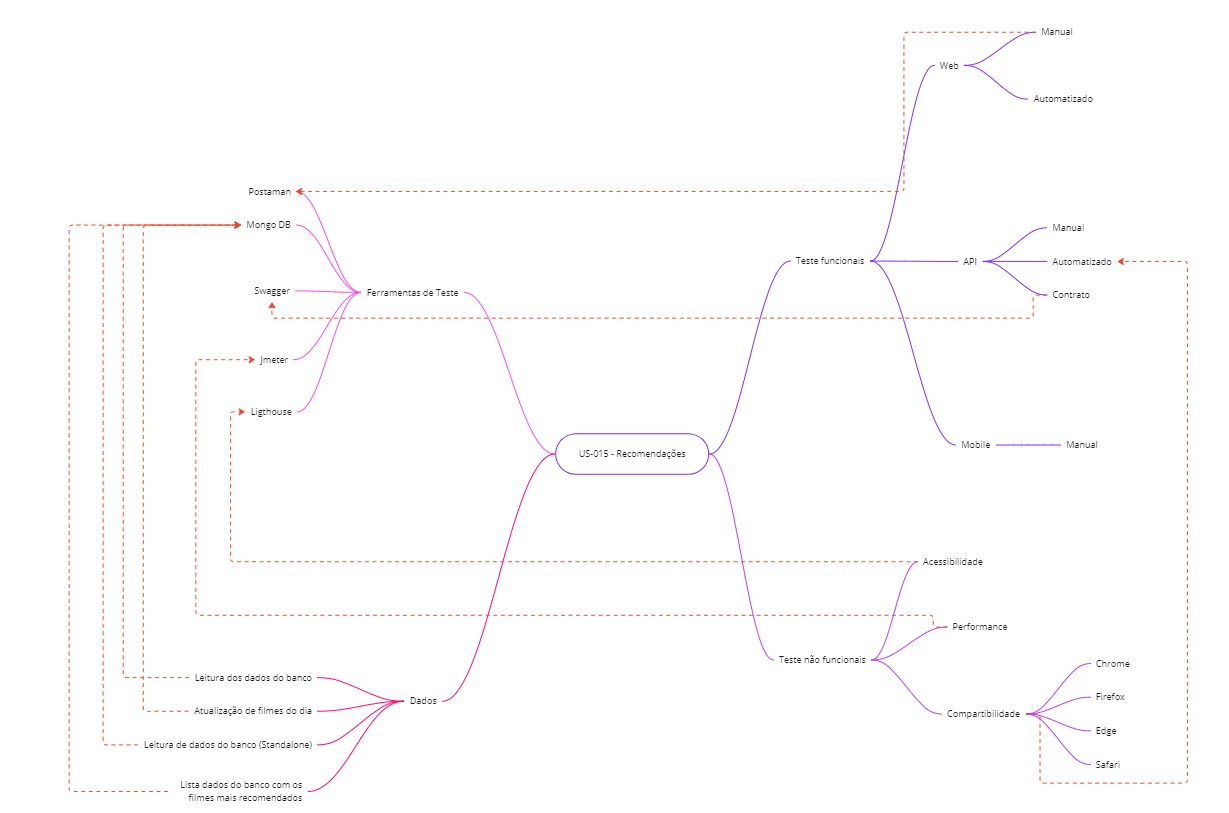 Manual
Web
Automatizado
Postaman
Mongo DB
Manual
Teste funcionais
API
Automatizado
Swagger
Ferramentas de Teste
Contrato
Jmeter
Ligthouse
Mobile
Manual
US-015 - Recomendações
Acessibilidade
Performance
Teste não funcionais
Chrome
Leitura dos dados do banco
Firefox
Dados
Atualização de filmes do dia
Compartibilidade
Edge
Leitura de dados do banco (Standalone)
Safari
Lista dados do banco com os
filmes mais recomendados